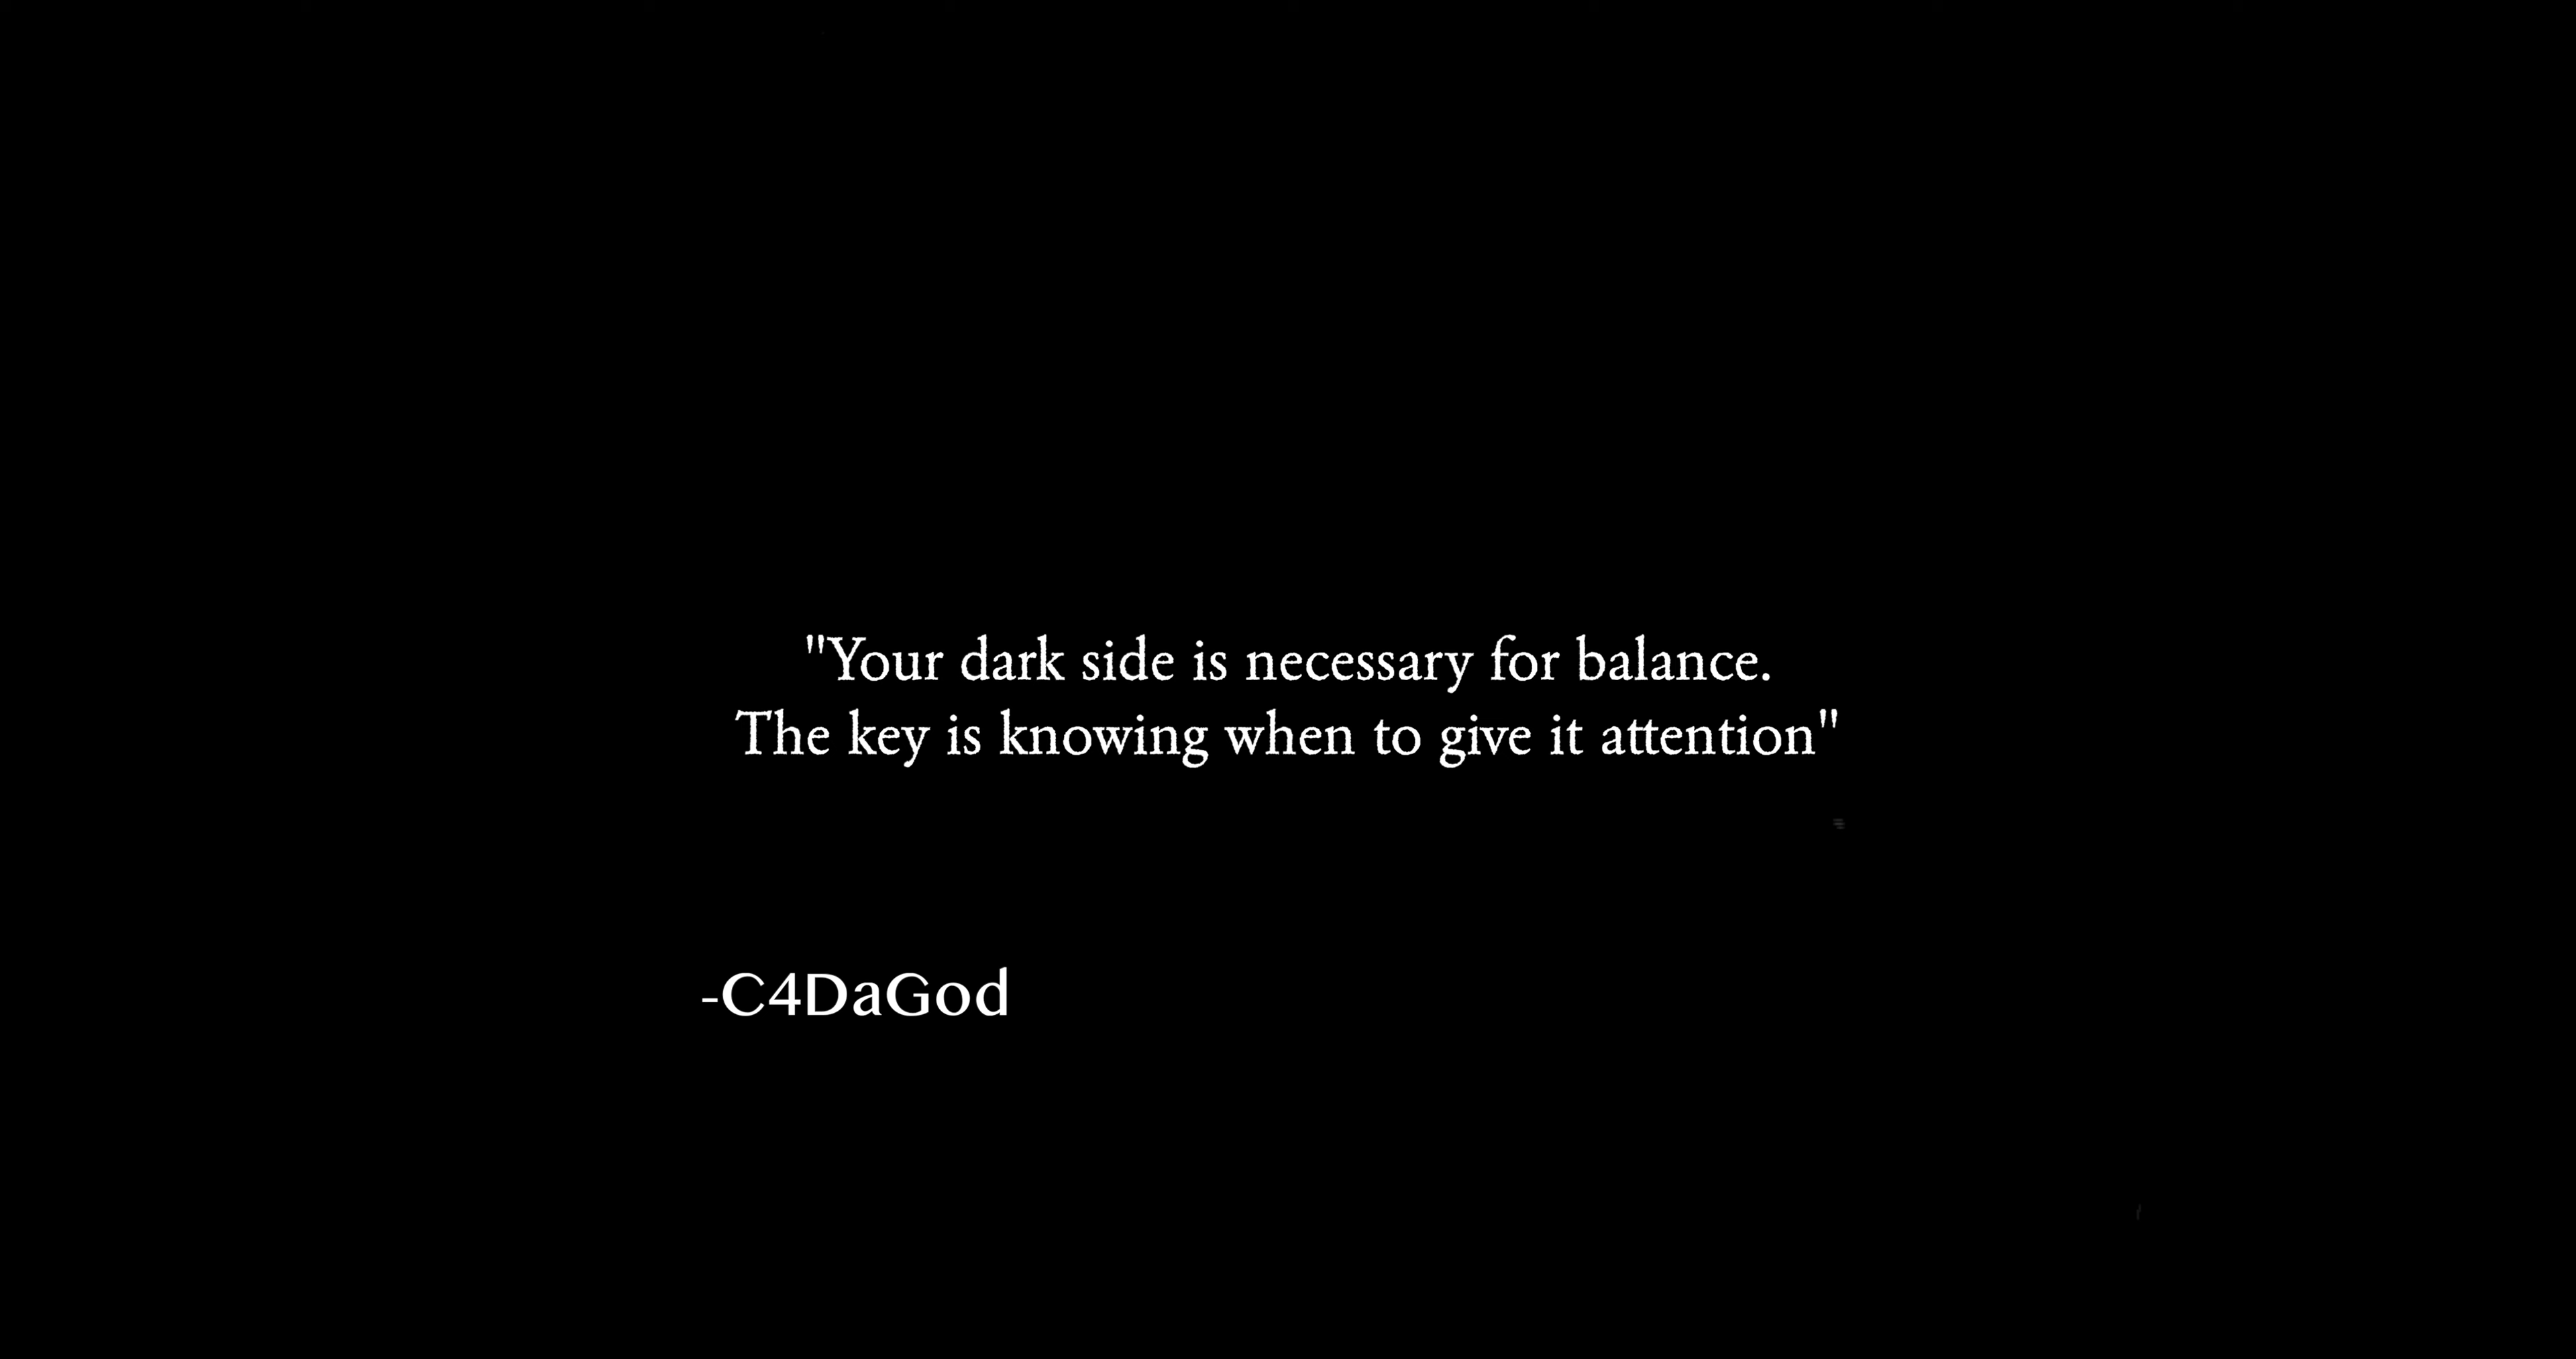 "Your dark side is necessary for balance.
The key is knowing when to give it attention"
-C4DaGod